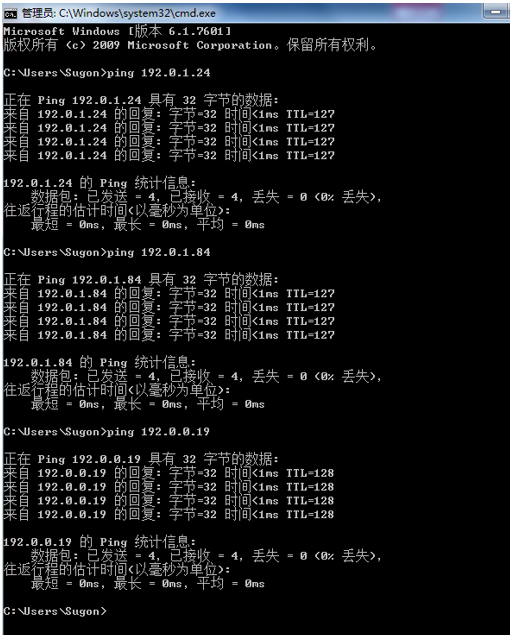 管理员: C:\Windows\system32\cmd.exe
Microsoft Windows [版本 6.1.7601]
版权所有 (c) 2009 Microsoft Corporation。保留所有权利。
C:\Users\Sugon>ping 192.0.1.24
正在 Ping 192.0.1.24 具有 32 字节的数据:
来自 192.0.1.24 的回复: 字节=32 时间<1ms TTL=127
来自 192.0.1.24 的回复: 字节=32 时间<1ms TTL=127
来自 192.0.1.24 的回复: 字节=32 时间<1ms TTL=127
来自 192.0.1.24 的回复: 字节=32 时间<1ms TTL=127
192.0.1.24 的 Ping 统计信息:
数据包: 已发送 = 4, 已接收 = 4, 丢失 = 0 (0% 丢失),
往返行程的估计时间(以毫秒为单位):
最短 = 0ms, 最长 = 0ms, 平均 = 0ms
C:\Users\Sugon>ping 192.0.1.84
正在 Ping 192.0.1.84 具有 32 字节的数据:
来自 192.0.1.84 的回复: 字节=32 时间<1ms TTL=127
来自 192.0.1.84 的回复: 字节=32 时间<1ms TTL=127
来自 192.0.1.84 的回复: 字节=32 时间<1ms TTL=127
来自 192.0.1.84 的回复: 字节=32 时间<1ms TTL=127
192.0.1.84 的 Ping 统计信息:
数据包: 已发送 = 4, 已接收 = 4, 丢失 = 0 (0% 丢失),
往返行程的估计时间(以毫秒为单位):
最短 = 0ms, 最长 = 0ms, 平均 = 0ms
C:\Users\Sugon>ping 192.0.0.19
正在 Ping 192.0.0.19 具有 32 字节的数据:
来自 192.0.0.19 的回复: 字节=32 时间<1ms TTL=128
来自 192.0.0.19 的回复: 字节=32 时间<1ms TTL=128
来自 192.0.0.19 的回复: 字节=32 时间<1ms TTL=128
来自 192.0.0.19 的回复: 字节=32 时间<1ms TTL=128
192.0.0.19 的 Ping 统计信息:
数据包: 已发送 = 4, 已接收 = 4, 丢失 = 0 (0% 丢失),
往返行程的估计时间(以毫秒为单位):
最短 = 0ms, 最长 = 0ms, 平均 = 0ms
C:\Users\Sugon>